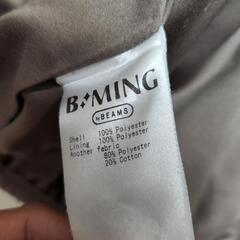 B✦MING
by BEAMS
Shell 100% Polyester
Lining 100% Polyester
Another fabric
80% Polyester
20% Cotton